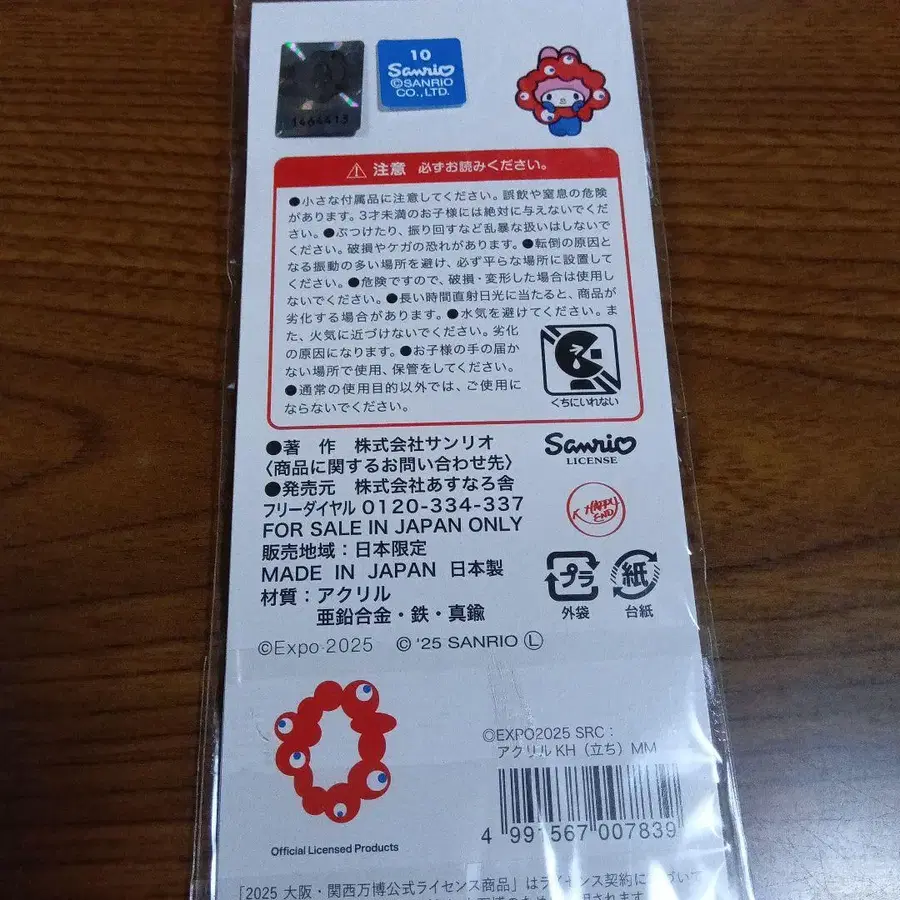 1464413
10
Sanrio
©SANRIO
CO.,LTD.
⚠ 注意 必ずお読みください。
●小さな付属品に注意してください。誤飲や窒息の危険
があります。3才未満のお子様には絶対に与えないでくだ
さい。●ぶつけたり、振り回すなど乱暴な扱いはしないで
ください。破損やケガの恐れがあります。●転倒の原因と
なる振動の多い場所を避け、必ず平らな場所に設置して
ください。●危険ですので、破損・変形した場合は使用し
ないでください。●長い時間直射日光に当たると、商品が
劣化する場合があります。●水気を避けてください。ま
た、火気に近づけないでください。劣化
の原因になります。●お子様の手の届か
ない場所で使用、保管をしてください。
●通常の使用目的以外では、ご使用に
ならないでください。
くちにいれない
●著 作 株式会社サンリオ
〈商品に関するお問い合わせ先〉
●発売元 株式会社あすなろ舎
フリーダイヤル 0120-334-337
FOR SALE IN JAPAN ONLY
販売地域：日本限定
MADE IN JAPAN 日本製
材質：アクリル
亜鉛合金・鉄・真鍮
Sanrio
LICENSE
K HAPPY
END
プラ
外袋
紙
台紙
©Expo 2025 © '25 SANRIO Ⓛ
Official Licensed Products
©EXPO2025 SRC：
アクリルKH（立ち）MM
4 991567 007839
「2025 大阪・関西万博公式ライセンス商品」はライセンス契約に基づいて